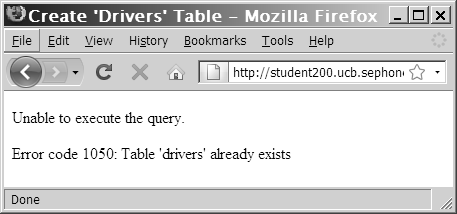 Create 'Drivers' Table - Mozilla Firefox
File Edit View History Bookmarks Tools Help
http://student200.ucb.sephone
Unable to execute the query.
Error code 1050: Table 'drivers' already exists
Done